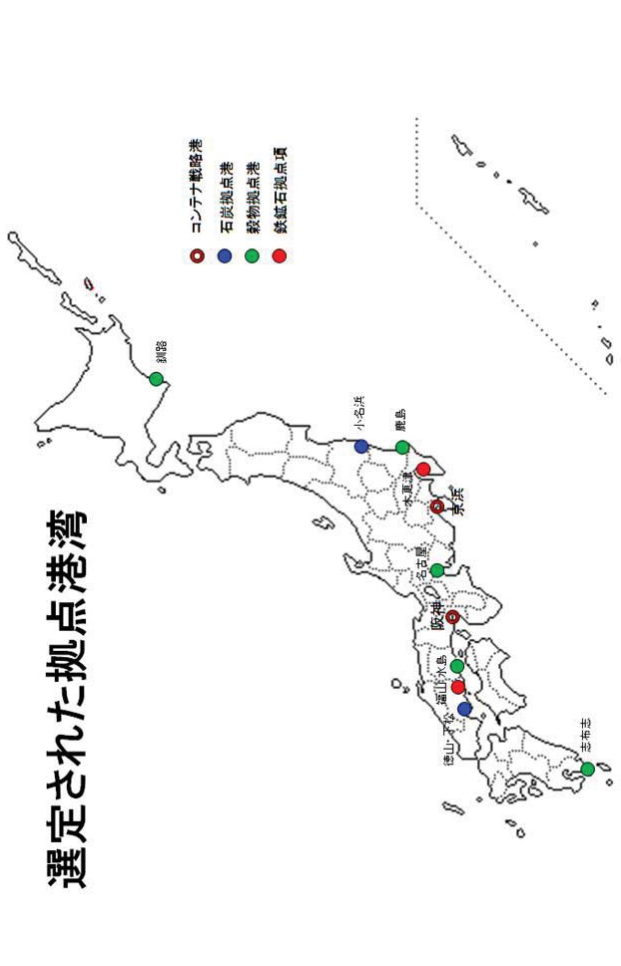 選定された拠点港湾
コンテナ戦略港
石炭拠点港
穀物拠点港
鉄鉱石拠点項
釧路
小名浜
鹿島
木更津
京浜
名古屋
阪神
水島
福山
徳山・下松
志布志